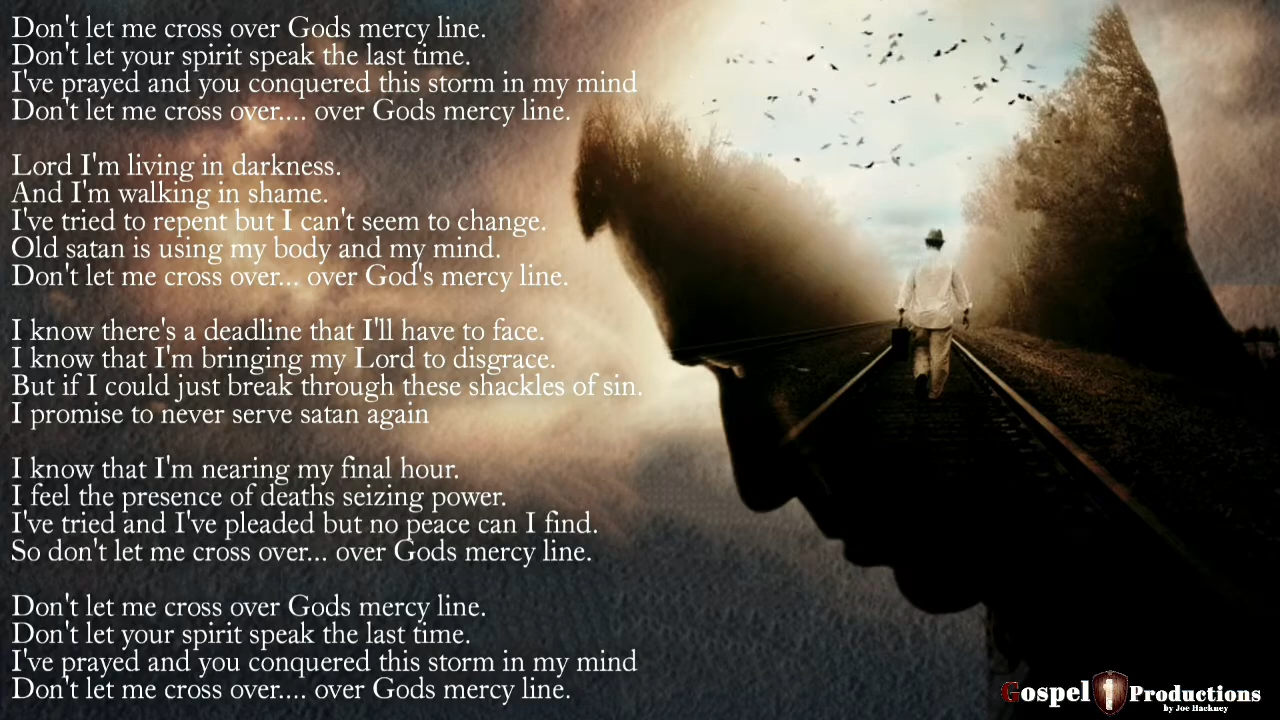 Don't let me cross over Gods mercy line.
Don't let your spirit speak the last time.
I've prayed and you conquered this storm in my mind
Don't let me cross over.... over Gods mercy line.

Lord I'm living in darkness.
And I'm walking in shame.
I've tried to repent but I can't seem to change.
Old satan is using my body and my mind.
Don't let me cross over... over God's mercy line.

I know there's a deadline that I'll have to face.
I know that I'm bringing my Lord to disgrace.
But if I could just break through these shackles of sin.
I promise to never serve satan again

I know that I'm nearing my final hour.
I feel the presence of deaths seizing power.
I've tried and I've pleaded but no peace can I find.
So don't let me cross over... over Gods mercy line.

Don't let me cross over Gods mercy line.
Don't let your spirit speak the last time.
I've prayed and you conquered this storm in my mind
Don't let me cross over.... over Gods mercy line.

Gospel Productions
by Joe Hackney